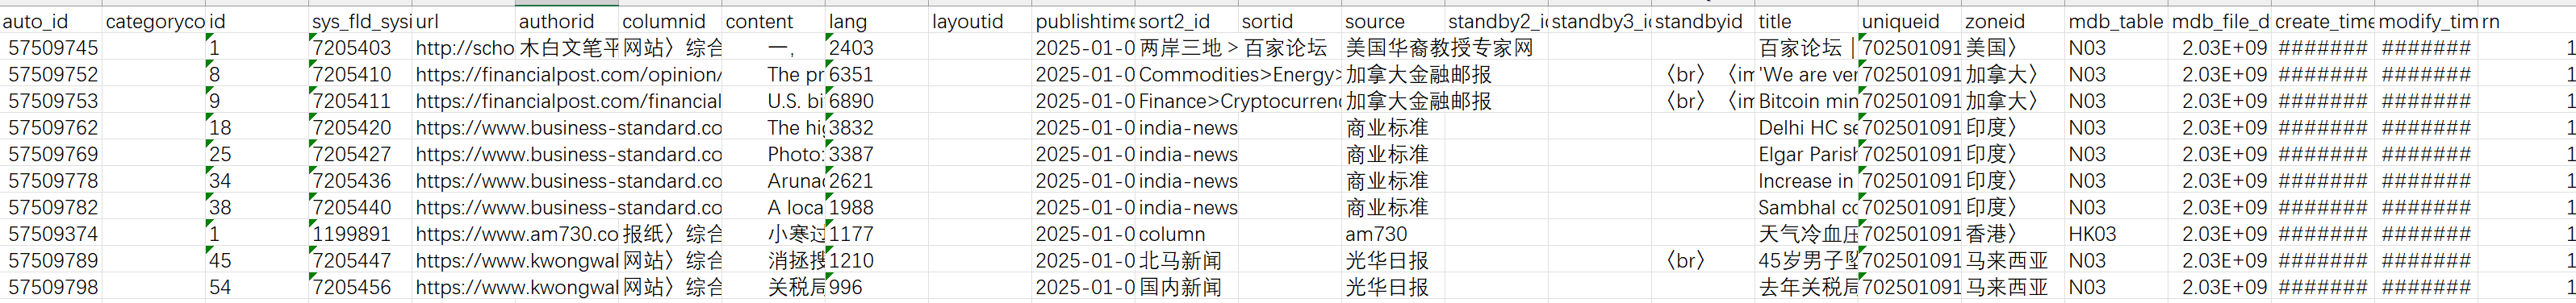 auto_id categoryco id sys_fld_sysi url authorid columnid content lang layoutid publishtime sort2_id sortid source standby2_id standby3_id standbyid title uniqueid zoneid mdb_table mdb_file_d create_time modify_tim rn
57509745 1 7205403 http://scho 木白文笔平 网站〉综合 一, 2403 2025-01-0 两岸三地 > 百家论坛 美国华裔教授专家网 百家论坛 | 702501091 美国〉 N03 2.03E+09 ####### ####### 1
57509752 8 7205410 https://financialpost.com/opinion/ The pr 6351 2025-01-0 Commodities>Energy> 加拿大金融邮报 〈br〉〈im 'We are ver 702501091 加拿大〉 N03 2.03E+09 ####### ####### 1
57509753 9 7205411 https://financialpost.com/financial U.S. bi 6890 2025-01-0 Finance>Cryptocurrenc 加拿大金融邮报 〈br〉〈im Bitcoin min 702501091 加拿大〉 N03 2.03E+09 ####### ####### 1
57509762 18 7205420 https://www.business-standard.co The hig 3832 2025-01-0 india-news 商业标准 Delhi HC se 702501091 印度〉 N03 2.03E+09 ####### ####### 1
57509769 25 7205427 https://www.business-standard.co Photo: 3387 2025-01-0 india-news 商业标准 Elgar Parish 702501091 印度〉 N03 2.03E+09 ####### ####### 1
57509778 34 7205436 https://www.business-standard.co Arunac 2621 2025-01-0 india-news 商业标准 Increase in 702501091 印度〉 N03 2.03E+09 ####### ####### 1
57509782 38 7205440 https://www.business-standard.co A loca 1988 2025-01-0 india-news 商业标准 Sambhal co 702501091 印度〉 N03 2.03E+09 ####### ####### 1
57509374 1 1199891 https://www.am730.co 报纸〉综合 小寒过 1177 2025-01-0 column am730 天气冷血压 702501091 香港〉 HK03 2.03E+09 ####### ####### 1
57509789 45 7205447 https://www.kwongwal 网站〉综合 消拯搜 1210 2025-01-0 北马新闻 光华日报 〈br〉 45岁男子坠 702501091 马来西亚 N03 2.03E+09 ####### ####### 1
57509798 54 7205456 https://www.kwongwal 网站〉综合 关税局 996 2025-01-0 国内新闻 光华日报 去年关税局 702501091 马来西亚 N03 2.03E+09 ####### ####### 1